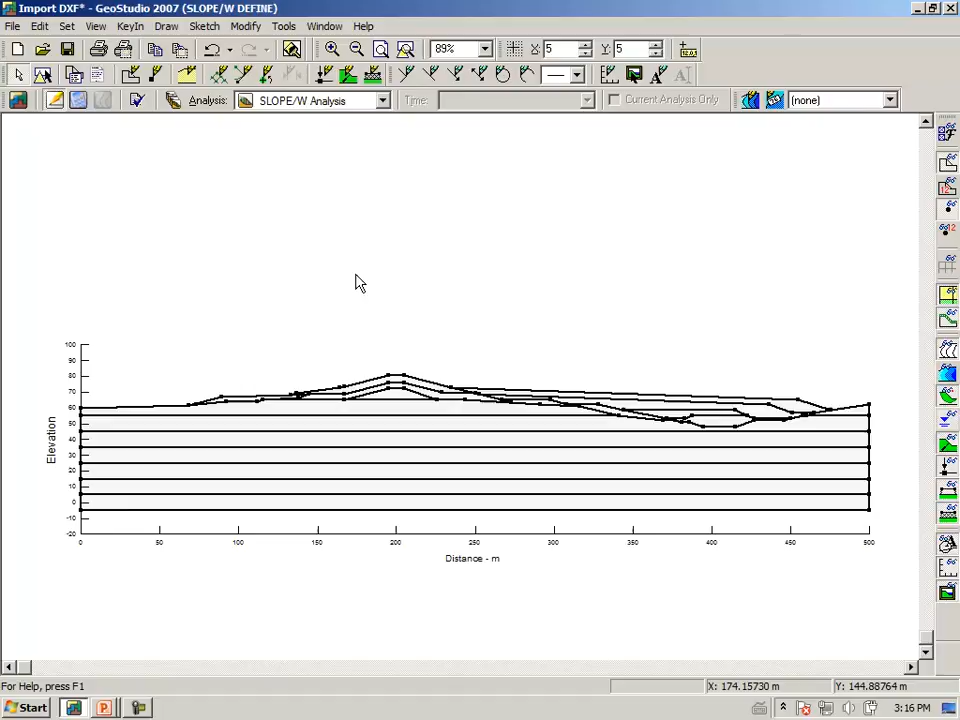 Import DXF* - GeoStudio 2007 (SLOPE/W DEFINE)
File Edit Set View KeyIn Draw Sketch Modify Tools Window Help
89% X: 5 Y: 5
Analysis: SLOPE/W Analysis Time: Current Analysis Only (none)
100
90
80
70
60
50
40
30
20
10
0
-10
-20
Elevation
0 50 100 150 200 250 300 350 400 450 500
Distance - m
For Help, press F1 X: 174.15730 m Y: 144.88764 m
Start 3:16 PM